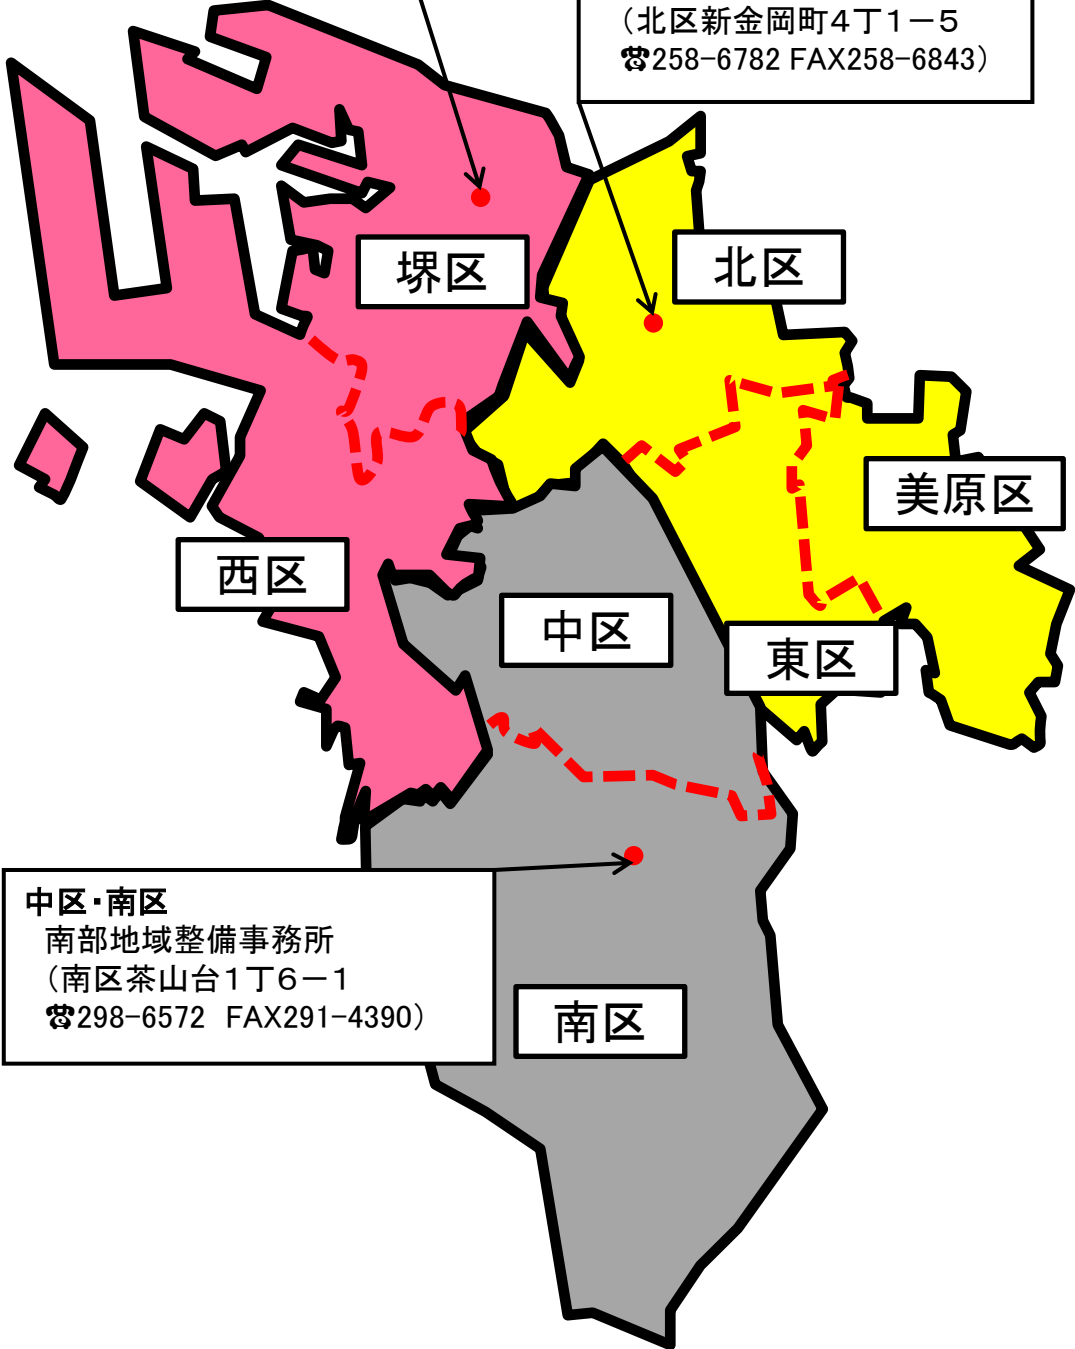 （北区新金岡町４丁１－５
☎258-6782 FAX258-6843）
堺区
北区
美原区
西区
中区
東区
中区・南区
南部地域整備事務所
（南区茶山台１丁６－１
☎298-6572 FAX291-4390）
南区